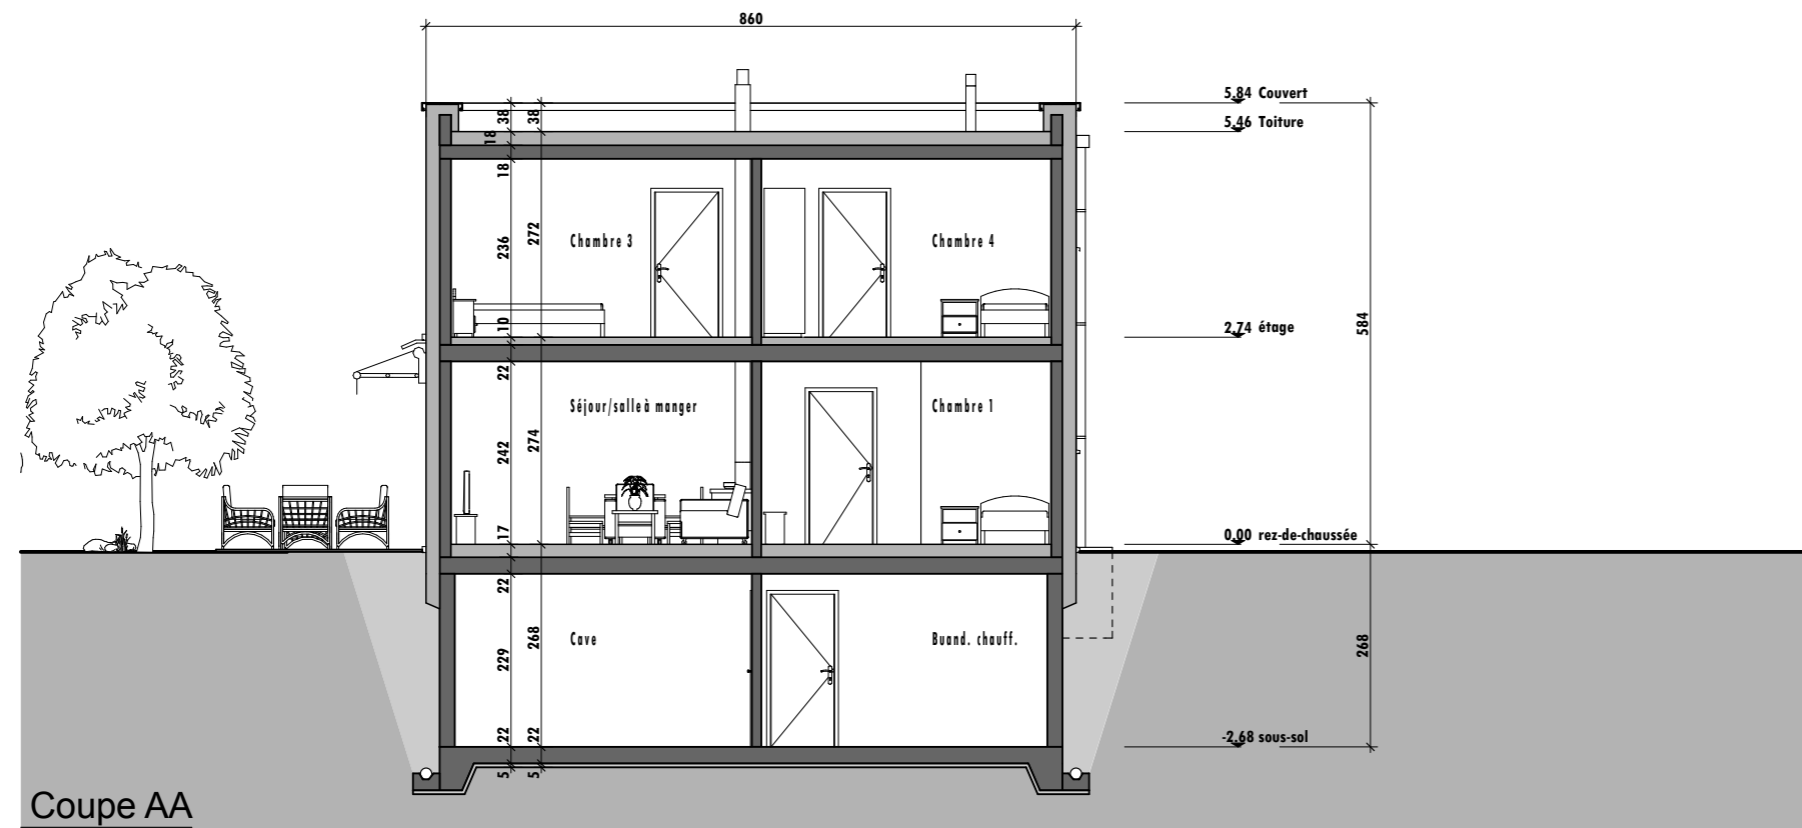 860
5.84 Couvert
5.46 Toiture
38 38
18
18
236 272
Chambre 3
Chambre 4
10
2.74 étage
584
22
Séjour/salle à manger
Chambre 1
242 274
17
0.00 rez-de-chaussée
22
Cave
Buand. chauff.
229 268
268
22 22
-2.68 sous-sol
5 5
Coupe AA